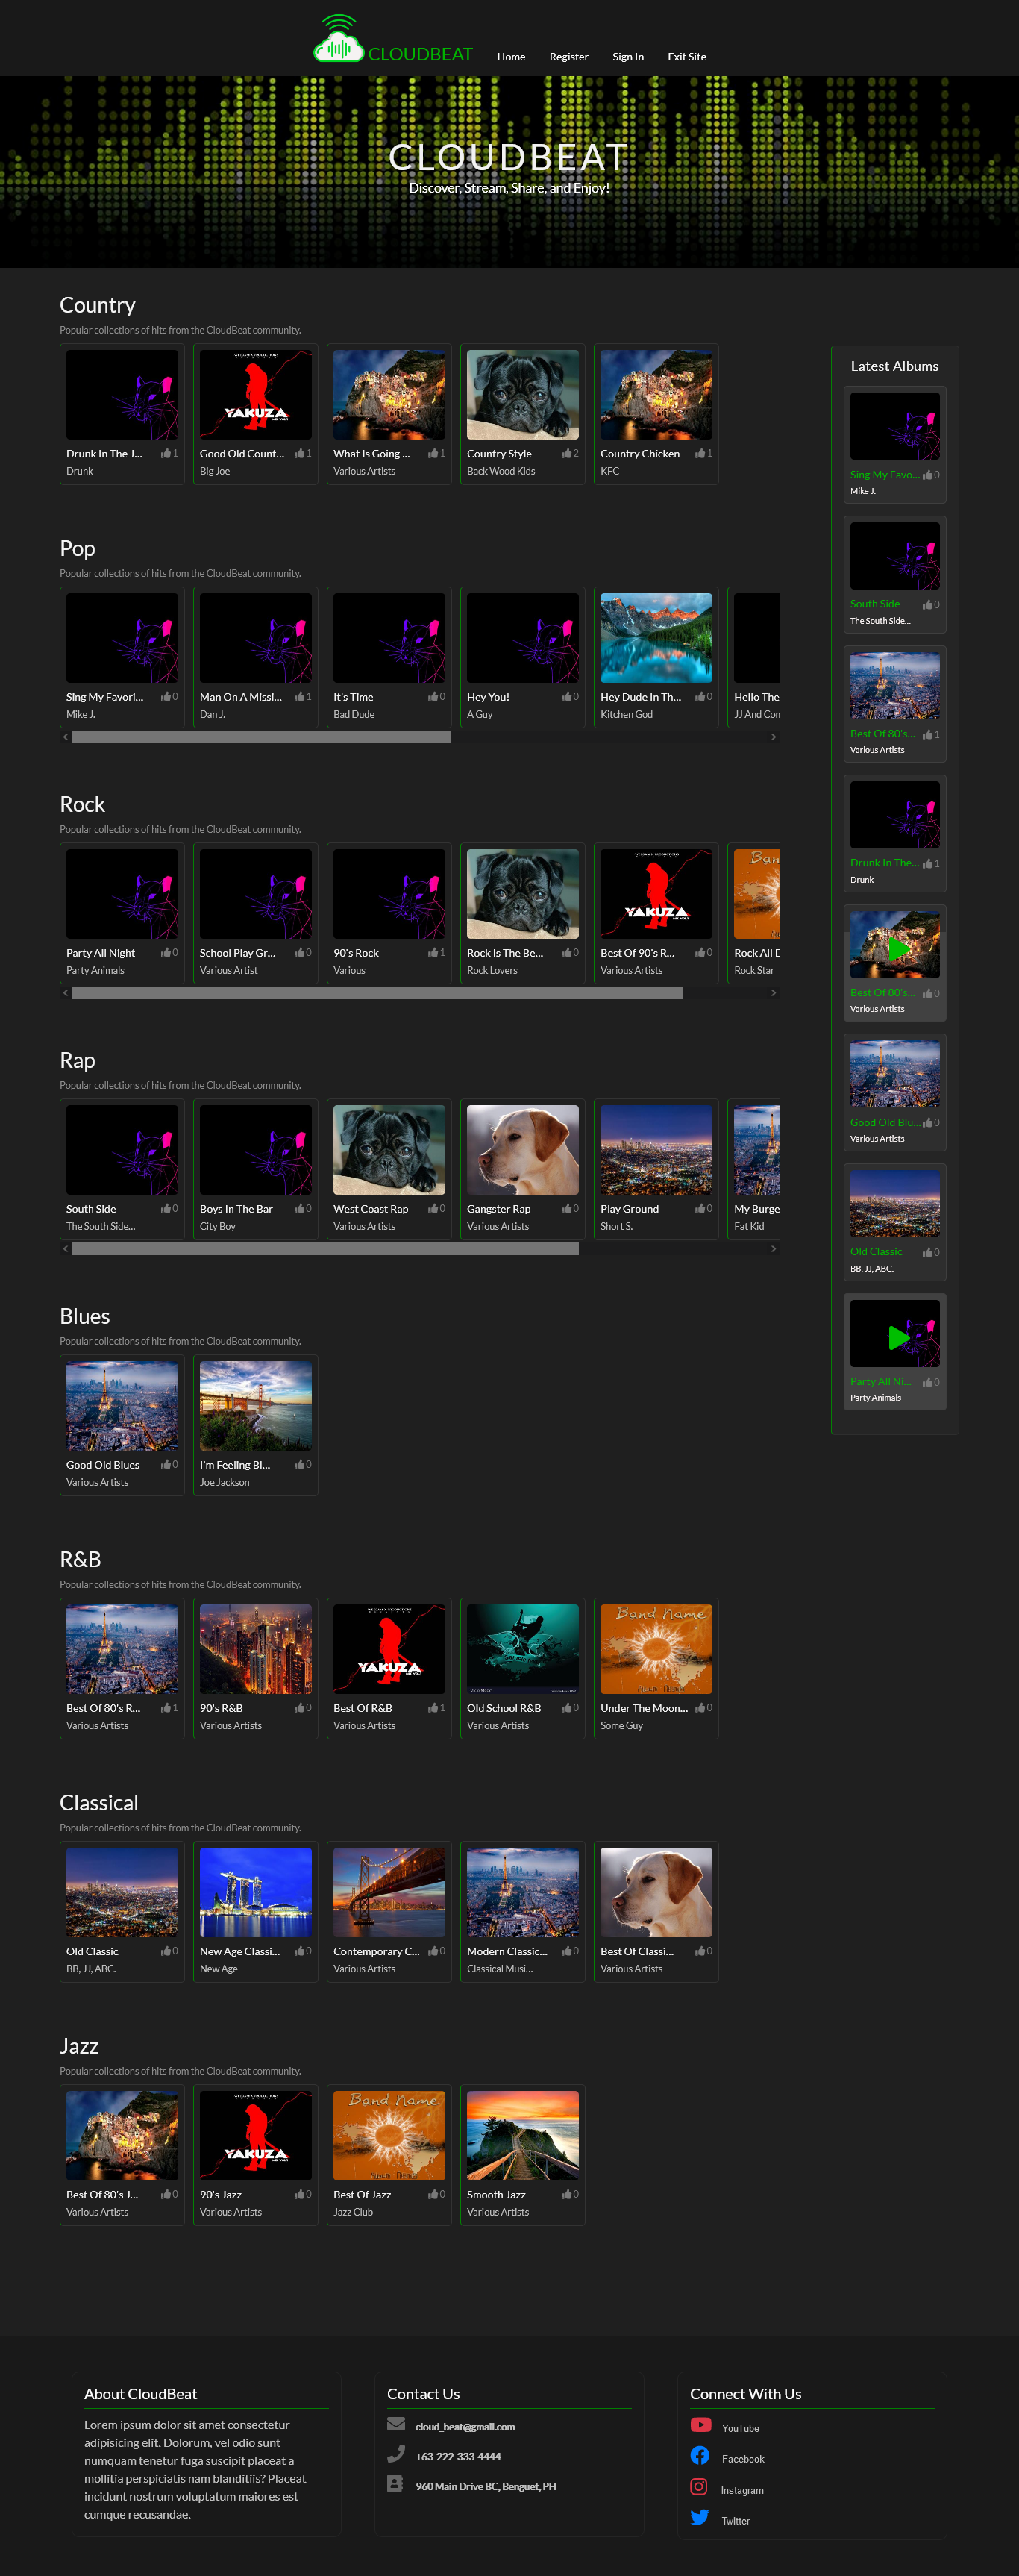 CLOUDBEAT Home Register Sign In Exit Site
CLOUDBEAT
Discover, Stream, Share, and Enjoy!
Country
Popular collections of hits from the CloudBeat community.
YAKUZA
Drunk In The J... 1 Good Old Count... 1 What Is Going ... 1 Country Style 2 Country Chicken 1
Drunk Big Joe Various Artists Back Wood Kids KFC
Pop
Popular collections of hits from the CloudBeat community.
Sing My Favori... 0 Man On A Missi... 1 It's Time 0 Hey You! 0 Hey Dude In Th... 0 Hello The
Mike J. Dan J. Bad Dude A Guy Kitchen God JJ And Con
Rock
Popular collections of hits from the CloudBeat community.
YAKUZA
Party All Night 0 School Play Gr... 0 90's Rock 1 Rock Is The Be... 0 Best Of 90's R... 0 Rock All D
Party Animals Various Artist Various Rock Lovers Various Artists Rock Star
Rap
Popular collections of hits from the CloudBeat community.
South Side 0 Boys In The Bar 0 West Coast Rap 0 Gangster Rap 0 Play Ground 0 My Burge
The South Side... City Boy Various Artists Various Artists Short S. Fat Kid
Blues
Popular collections of hits from the CloudBeat community.
Good Old Blues 0 I'm Feeling Bl... 0
Various Artists Joe Jackson
R&B
Popular collections of hits from the CloudBeat community.
YAKUZA
Band Name
Best Of 80's R... 1 90's R&B 0 Best Of R&B 1 Old School R&B 0 Under The Moon... 0
Various Artists Various Artists Various Artists Various Artists Some Guy
Classical
Popular collections of hits from the CloudBeat community.
Old Classic 0 New Age Classi... 0 Contemporary C... 0 Modern Classic... 0 Best Of Classi... 0
BB, JJ, ABC. New Age Various Artists Classical Musi... Various Artists
Jazz
Popular collections of hits from the CloudBeat community.
YAKUZA
Band Name
Best Of 80's J... 0 90's Jazz 0 Best Of Jazz 0 Smooth Jazz 0
Various Artists Various Artists Jazz Club Various Artists
Latest Albums
Sing My Favo... 0
Mike J.
South Side 0
The South Side...
Best Of 80's... 1
Various Artists
Drunk In The... 1
Drunk
Best Of 80's... 0
Various Artists
Good Old Blu... 0
Various Artists
Old Classic 0
BB, JJ, ABC.
Party All Ni... 0
Party Animals
About CloudBeat
Lorem ipsum dolor sit amet consectetur
adipisicing elit. Dolorum, vel odio sunt
numquam tenetur fuga suscipit placeat a
mollitia perspiciatis nam blanditiis? Placeat
incidunt nostrum voluptatum maiores est
cumque recusandae.
Contact Us
cloud_beat@gmail.com
+63-222-333-4444
960 Main Drive BC, Benguet, PH
Connect With Us
YouTube
Facebook
Instagram
Twitter